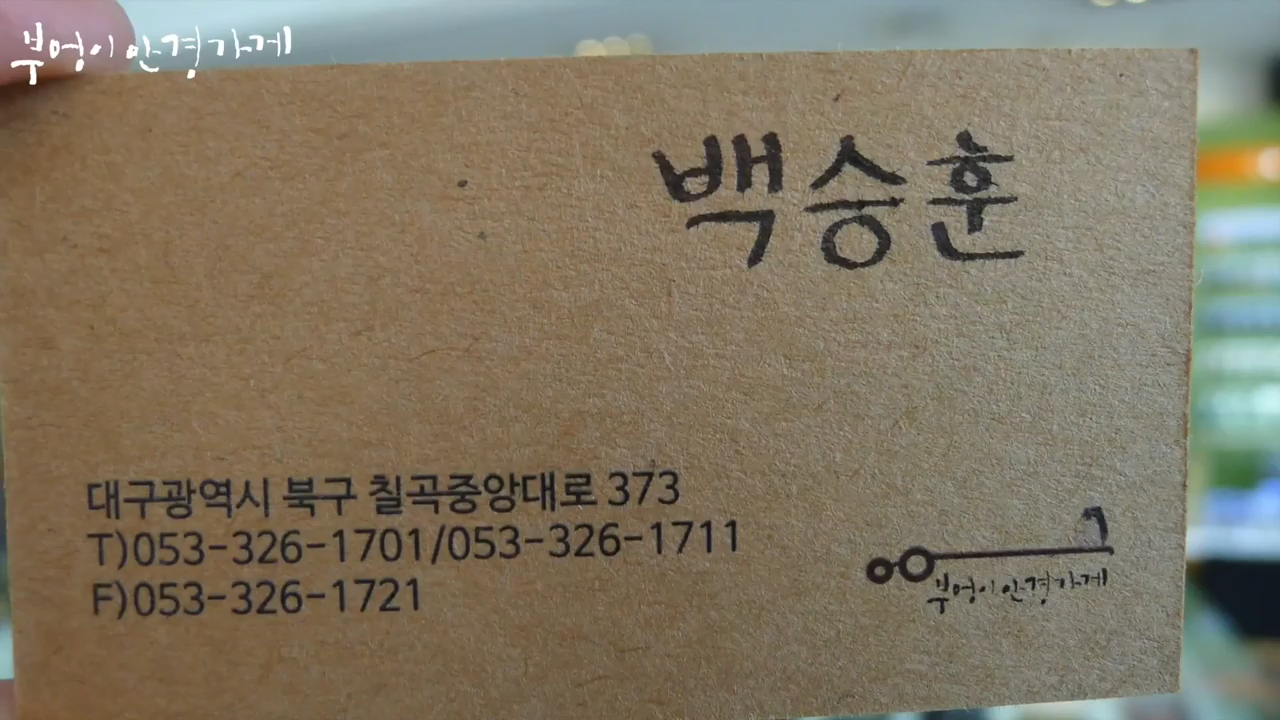 부엉이안경가게
백승훈
대구광역시 북구 칠곡중앙대로 373
T)053-326-1701/053-326-1711
F)053-326-1721
부엉이안경가게